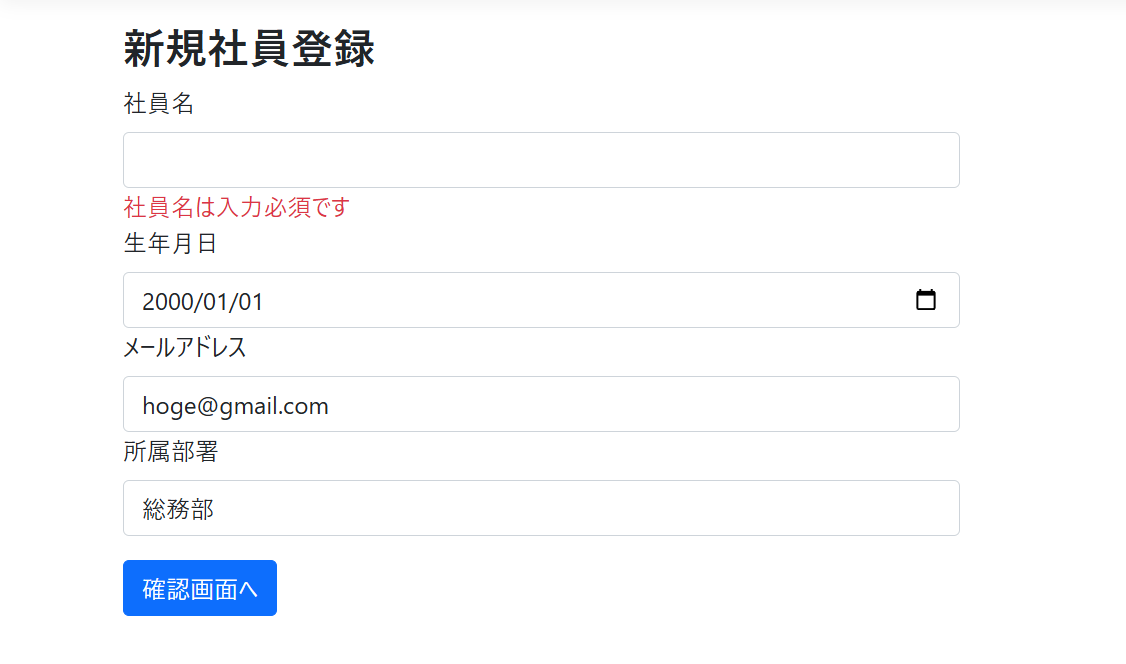 新規社員登録
社員名
社員名は入力必須です
生年月日
2000/01/01
メールアドレス
hoge@gmail.com
所属部署
総務部
確認画面へ